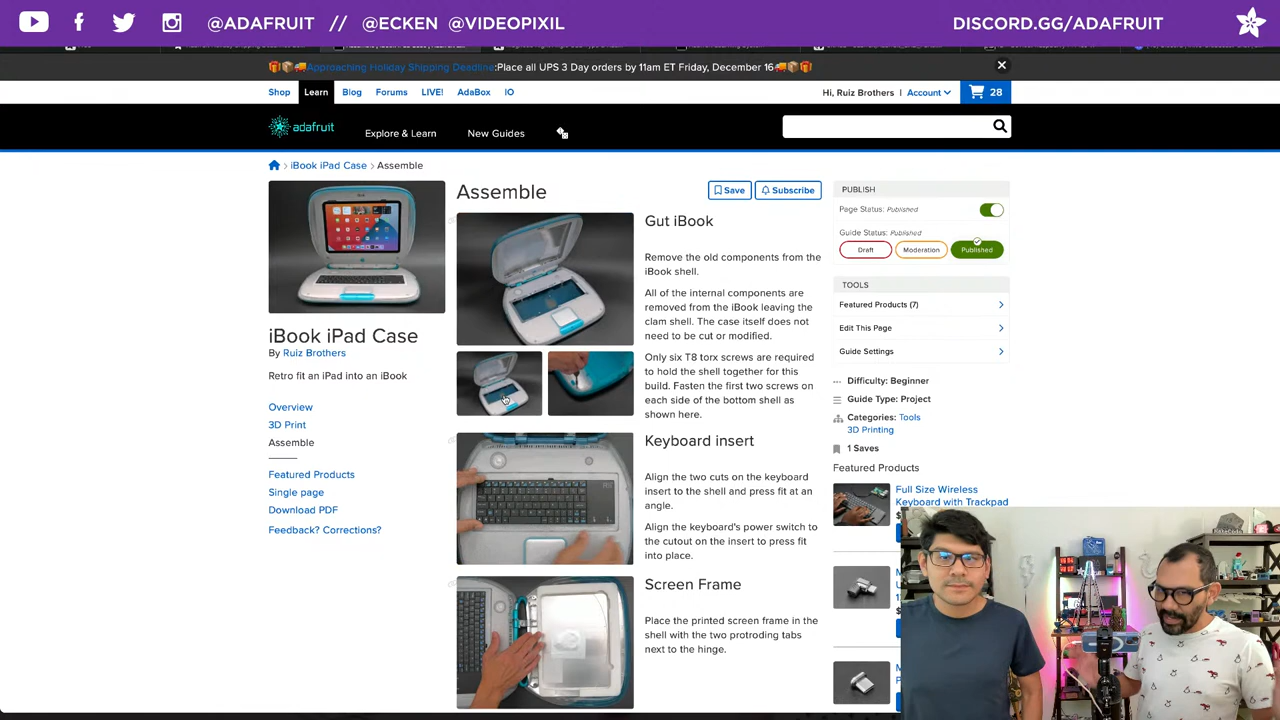 @ADAFRUIT // @ECKEN @VIDEOPIXIL
DISCORD.GG/ADAFRUIT
Approaching Holiday Shipping Deadline:Place all UPS 3 Day orders by 11am ET Friday, December 16
Shop Learn Blog Forums LIVE! AdaBox IO
Hi, Ruiz Brothers | Account 28
adafruit
Explore & Learn New Guides
iBook iPad Case > Assemble
Assemble
Save
Subscribe
iBook iPad Case
By Ruiz Brothers
Retro fit an iPad into an iBook
Overview
3D Print
Assemble
Featured Products
Single page
Download PDF
Feedback? Corrections?
Gut iBook
Remove the old components from the
iBook shell.
All of the internal components are
removed from the iBook leaving the
clam shell. The case itself does not
need to be cut or modified.
Only six T8 torx screws are required
to hold the shell together for this
build. Fasten the first two screws on
each side of the bottom shell as
shown here.
Keyboard insert
Align the two cuts on the keyboard
insert to the shell and press fit at an
angle.
Align the keyboard's power switch to
the cutout on the insert to press fit
into place.
Screen Frame
Place the printed screen frame in the
shell with the two protroding tabs
next to the hinge.
PUBLISH
Page Status: Published
Guide Status: Published
Draft Moderation Published
TOOLS
Featured Products (7)
Edit This Page
Guide Settings
Difficulty: Beginner
Guide Type: Project
Categories: Tools
3D Printing
1 Saves
Featured Products
Full Size Wireless
Keyboard with Trackpad